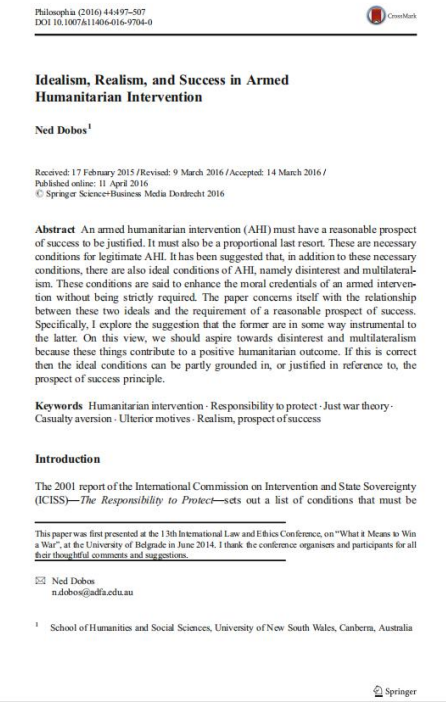 Philosophia (2016) 44:497–507
DOI 10.1007/s11406-016-9704-0
CrossMark
Idealism, Realism, and Success in Armed
Humanitarian Intervention
Ned Dobos1
Received: 17 February 2015 / Revised: 9 March 2016 / Accepted: 14 March 2016 /
Published online: 11 April 2016
© Springer Science+Business Media Dordrecht 2016
Abstract An armed humanitarian intervention (AHI) must have a reasonable prospect
of success to be justified. It must also be a proportional last resort. These are necessary
conditions for legitimate AHI. It has been suggested that, in addition to these necessary
conditions, there are also ideal conditions of AHI, namely disinterest and multilateral-
ism. These conditions are said to enhance the moral credentials of an armed interven-
tion without being strictly required. The paper concerns itself with the relationship
between these two ideals and the requirement of a reasonable prospect of success.
Specifically, I explore the suggestion that the former are in some way instrumental to
the latter. On this view, we should aspire towards disinterest and multilateralism
because these things contribute to a positive humanitarian outcome. If this is correct
then the ideal conditions can be partly grounded in, or justified in reference to, the
prospect of success principle.
Keywords Humanitarian intervention · Responsibility to protect · Just war theory ·
Casualty aversion · Ulterior motives · Realism, prospect of success
Introduction
The 2001 report of the International Commission on Intervention and State Sovereignty
(ICISS)—The Responsibility to Protect—sets out a list of conditions that must be
This paper was first presented at the 13th International Law and Ethics Conference, on "What it Means to Win
a War", at the University of Belgrade in June 2014. I thank the conference organisers and participants for all
their thoughtful comments and suggestions.
Ned Dobos
n.dobos@adfa.edu.au
1 School of Humanities and Social Sciences, University of New South Wales, Canberra, Australia
Springer